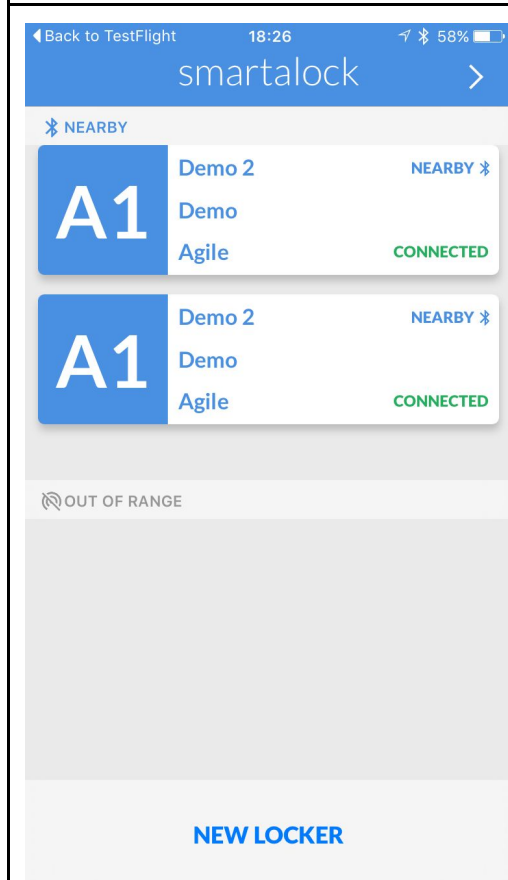 Back to TestFlight 18:26 58%
smartalock
NEARBY
A1
Demo 2 NEARBY
Demo
Agile CONNECTED
A1
Demo 2 NEARBY
Demo
Agile CONNECTED
OUT OF RANGE
NEW LOCKER